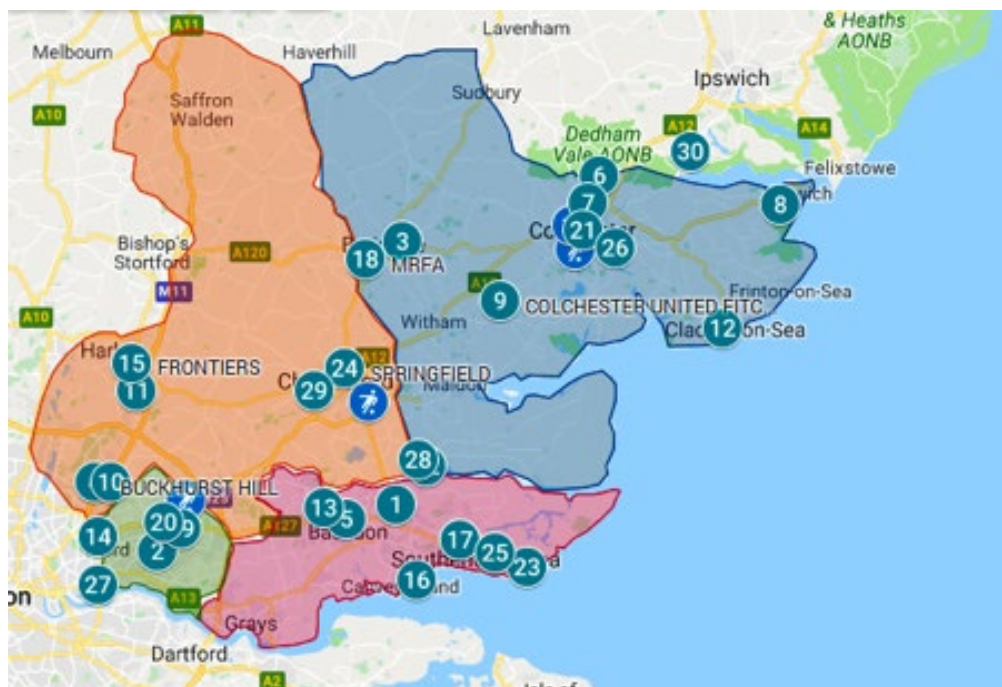 A11
& Heaths
AONB
Melbourn
Haverhill
Lavenham
Ipswich
Saffron
Walden
Sudbury
A10
A12
A14
Dedham
Vale AONB
30
Felixstowe
6
7
8
21
26
3
18
MRFA
Bishop's
Stortford
A120
M11
9
COLCHESTER UNITED FITC
Frinton-on-Sea
A10
Witham
12
15
FRONTIERS
11
24
A12
SPRINGFIELD
29
Maldon
28
10
BUCKHURST HILL
1
13
5
20
2
14
17
25
23
16
27
A13
Grays
Dartford
A2